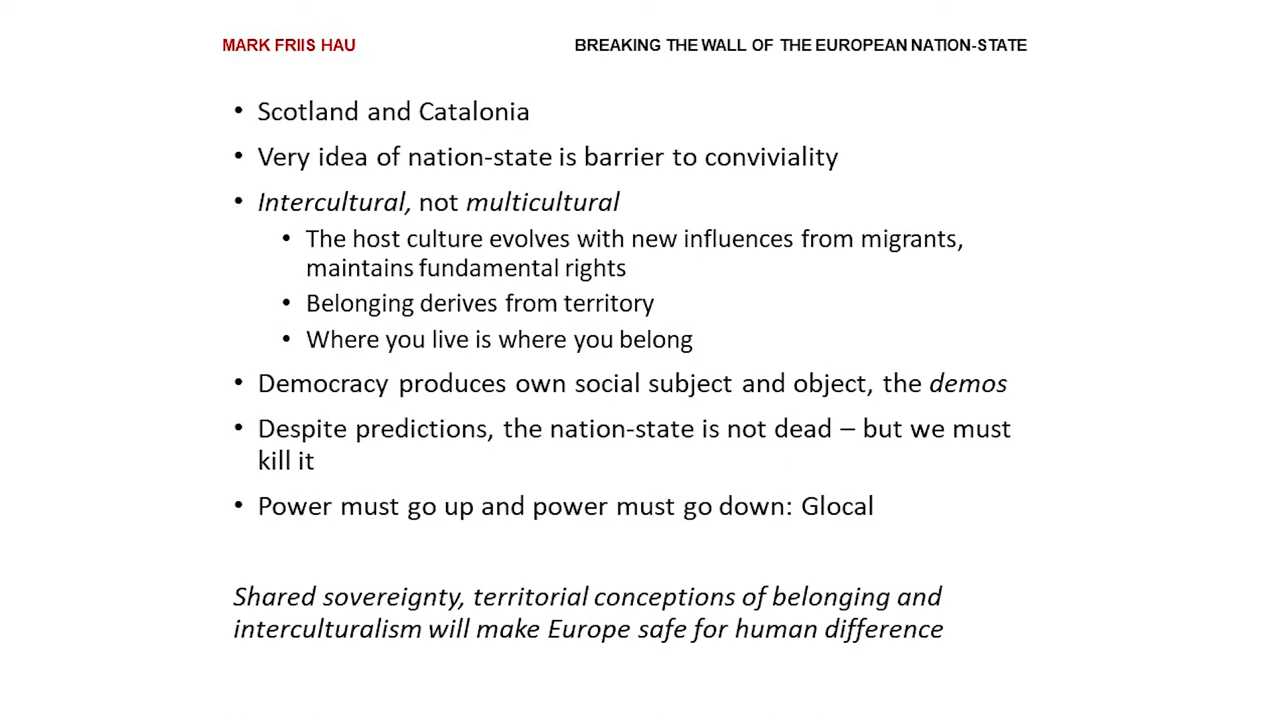 MARK FRIIS HAU BREAKING THE WALL OF THE EUROPEAN NATION-STATE
• Scotland and Catalonia
• Very idea of nation-state is barrier to conviviality
• Intercultural, not multicultural
• The host culture evolves with new influences from migrants,
maintains fundamental rights
• Belonging derives from territory
• Where you live is where you belong
• Democracy produces own social subject and object, the demos
• Despite predictions, the nation-state is not dead – but we must
kill it
• Power must go up and power must go down: Glocal
Shared sovereignty, territorial conceptions of belonging and
interculturalism will make Europe safe for human difference